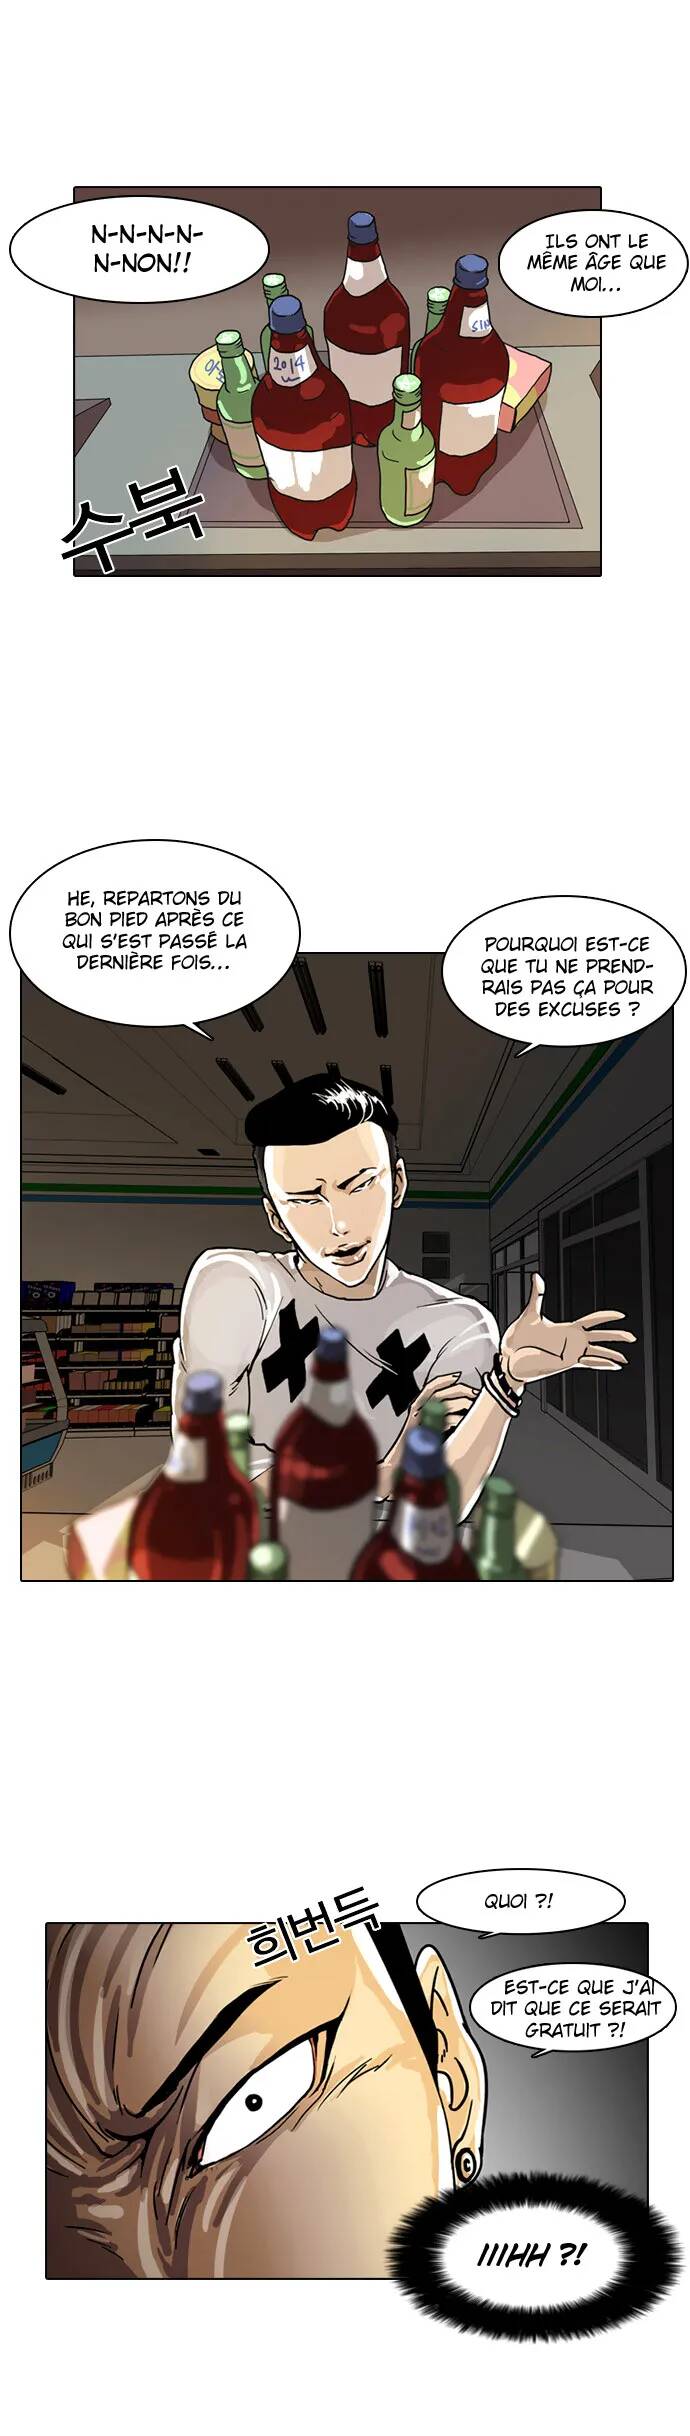 N-N-N-N-
N-NON!!
ILS ONT LE
MÊME ÂGE QUE
MOI...
2014
수북
HE, REPARTONS DU
BON PIED APRÈS CE
QUI S'EST PASSÉ LA
DERNIÈRE FOIS...
POURQUOI EST-CE
QUE TU NE PREND-
RAIS PAS ÇA POUR
DES EXCUSES ?
QUOI ?!
희번득
EST-CE QUE J'AI
DIT QUE CE SERAIT
GRATUIT ?!
IIIHH ?!